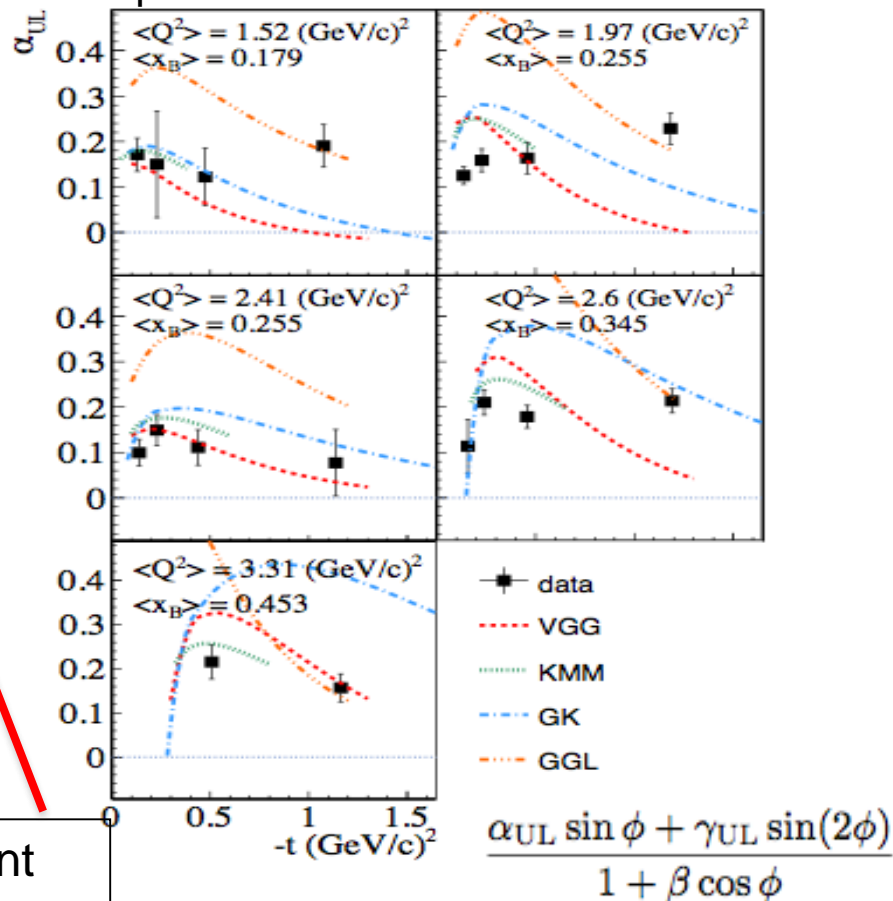 α_UL
<Q²> = 1.52 (GeV/c)²
<x_B> = 0.179
<Q²> = 1.97 (GeV/c)²
<x_B> = 0.255
0.4
0.3
0.2
0.1
0
<Q²> = 2.41 (GeV/c)²
<x_B> = 0.255
<Q²> = 2.6 (GeV/c)²
<x_B> = 0.345
0.4
0.3
0.2
0.1
0
<Q²> = 3.31 (GeV/c)²
<x_B> = 0.453
0.4
0.3
0.2
0.1
0
data
VGG
KMM
GK
GGL
0 0.5 1 1.5
-t (GeV/c)²
nt
α_UL sin φ + γ_UL sin(2φ)
1 + β cos φ